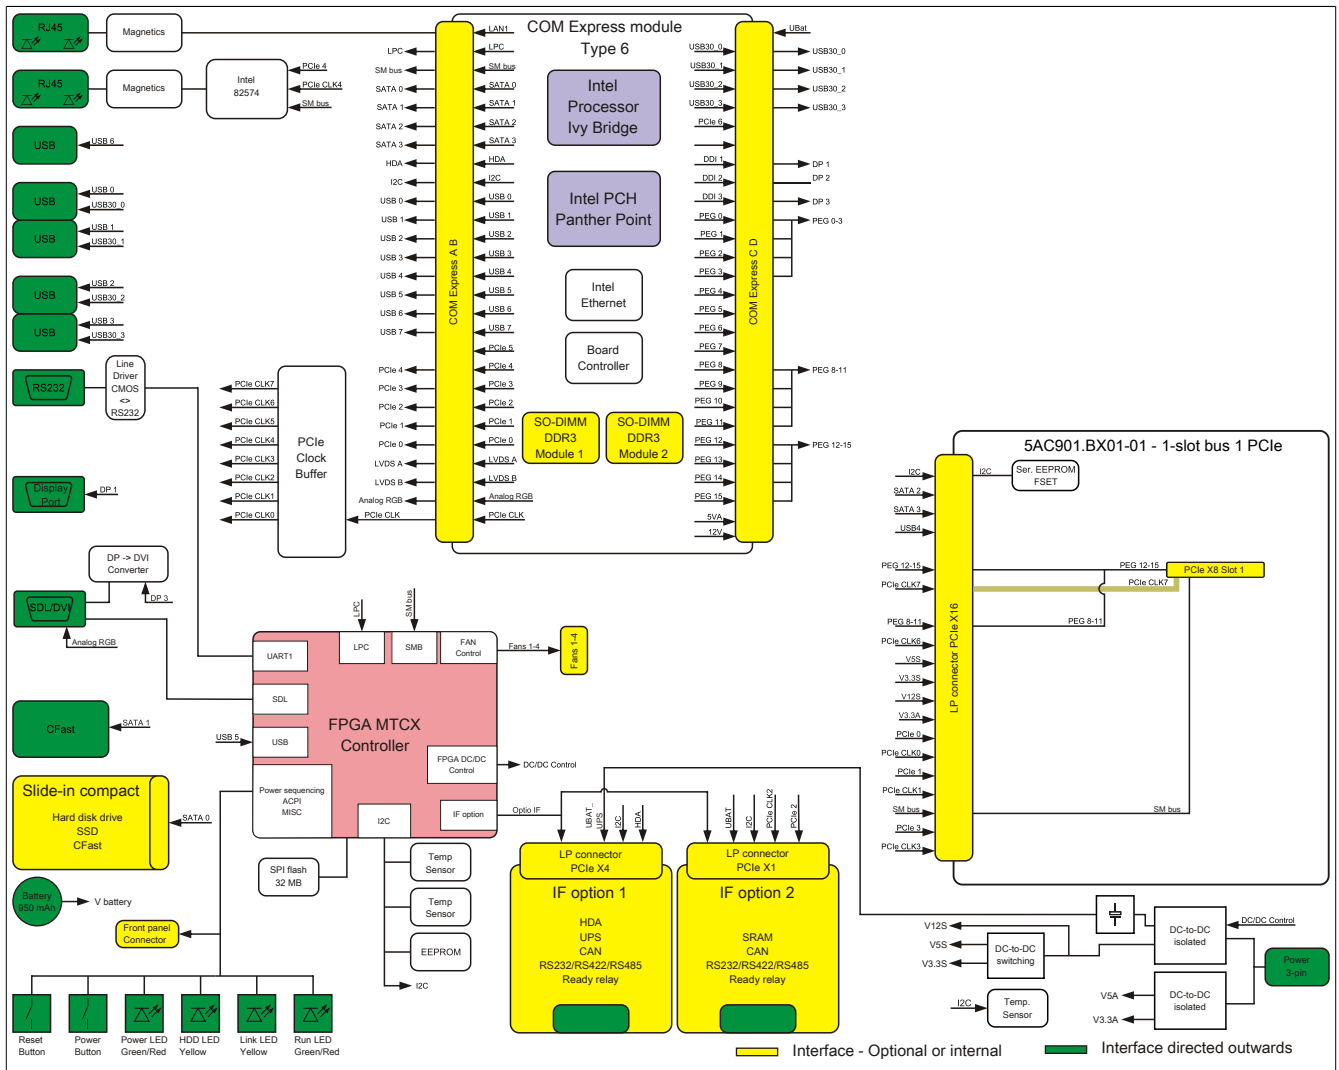 RJ45
Magnetics
RJ45
Magnetics
Intel
82574
PCIe 4
PCIe CLK4
SM bus
USB
USB 6
USB
USB 0
USB30_0
USB
USB 1
USB30_1
USB
USB 2
USB30_2
USB
USB 3
USB30_3
RS232
Line
Driver
CMOS
<>
RS232
Display
Port
DP 1
DP -> DVI
Converter
DP 3
SDL/DVI
Analog RGB
CFast
SATA 1
Slide-in compact
Hard disk drive
SSD
CFast
SATA 0
Battery
950 mAh
V battery
Front panel
Connector
Reset
Button
Power
Button
Power LED
Green/Red
HDD LED
Yellow
Link LED
Yellow
Run LED
Green/Red
PCIe CLK7
PCIe CLK6
PCIe CLK5
PCIe CLK4
PCIe CLK3
PCIe CLK2
PCIe CLK1
PCIe CLK0
PCIe
Clock
Buffer
PCIe CLK
LPC
SM bus
SATA 0
SATA 1
SATA 2
SATA 3
HDA
I2C
USB 0
USB 1
USB 2
USB 3
USB 4
USB 5
USB 6
USB 7
PCIe 4
PCIe 3
PCIe 2
PCIe 1
PCIe 0
LVDS A
LVDS B
Analog RGB
COM Express A B
LAN1
LPC
SM bus
SATA 0
SATA 1
SATA 2
SATA 3
HDA
I2C
USB 0
USB 1
USB 2
USB 3
USB 4
USB 5
USB 6
USB 7
PCIe 5
PCIe 4
PCIe 3
PCIe 2
PCIe 1
PCIe 0
LVDS A
LVDS B
Analog RGB
PCIe CLK
COM Express module
Type 6
Intel
Processor
Ivy Bridge
Intel PCH
Panther Point
Intel
Ethernet
Board
Controller
SO-DIMM
DDR3
Module 1
SO-DIMM
DDR3
Module 2
USB30_0
USB30_1
USB30_2
USB30_3
PCIe 6
DDI 1
DDI 2
DDI 3
PEG 0
PEG 1
PEG 2
PEG 3
PEG 4
PEG 5
PEG 6
PEG 7
PEG 8
PEG 9
PEG 10
PEG 11
PEG 12
PEG 13
PEG 14
PEG 15
5VA
12V
COM Express C D
UBat
USB30_0
USB30_1
USB30_2
USB30_3
DP 1
DP 2
DP 3
PEG 0-3
PEG 8-11
PEG 12-15
5AC901.BX01-01 - 1-slot bus 1 PCIe
I2C
SATA 2
SATA 3
USB4
PEG 12-15
PCIe CLK7
PEG 8-11
PCIe CLK6
V5S
V3.3S
V12S
V3.3A
PCIe 0
PCIe CLK0
PCIe 1
PCIe CLK1
SM bus
PCIe 3
PCIe CLK3
LP connector PCIe X16
I2C
Ser. EEPROM
FSET
PEG 12-15
PCIe X8 Slot 1
PCIe CLK7
PEG 8-11
SM bus
LPC
SM bus
UART1
LPC
SMB
FAN
Control
Fans 1-4
Fans 1-4
SDL
FPGA MTCX
Controller
USB 5
USB
FPGA DC/DC
Control
DC/DC Control
Power sequencing
ACPI
MISC
I2C
IF option
Optio IF
SPI flash
32 MB
Temp
Sensor
Temp
Sensor
EEPROM
I2C
UBAT_
UPS
I2C
HDA
LP connector
PCIe X4
IF option 1
HDA
UPS
CAN
RS232/RS422/RS485
Ready relay
UBAT
I2C
PCIe CLK2
PCIe 2
LP connector
PCIe X1
IF option 2
SRAM
CAN
RS232/RS422/RS485
Ready relay
V12S
V5S
V3.3S
DC-to-DC
switching
DC-to-DC
isolated
DC/DC Control
Power
3-pin
V5A
V3.3A
DC-to-DC
isolated
I2C
Temp.
Sensor
Interface - Optional or internal
Interface directed outwards